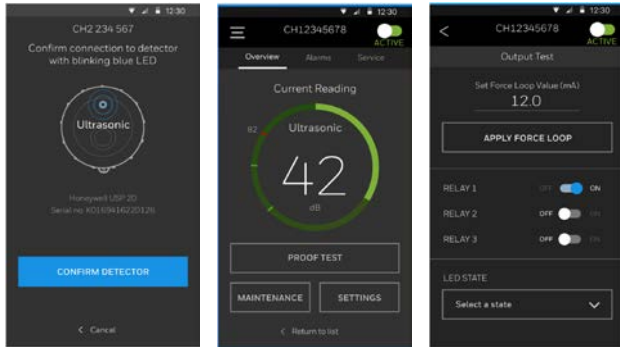 12:30
CH2 234 567
Confirm connection to detector
with blinking blue LED
Ultrasonic
Honeywell USP 20
Serial no. K0169416220126
CONFIRM DETECTOR
< Cancel
12:30
CH12345678
ACTIVE
Overview Alarms Service
Current Reading
82
Ultrasonic
42
dB
PROOF TEST
MAINTENANCE SETTINGS
< Return to list
12:30
< CH12345678
ACTIVE
Output Test
Set Force Loop Value (mA)
12.0
APPLY FORCE LOOP
RELAY 1 OFF ON
RELAY 2 OFF ON
RELAY 3 OFF ON
LED STATE
Select a state